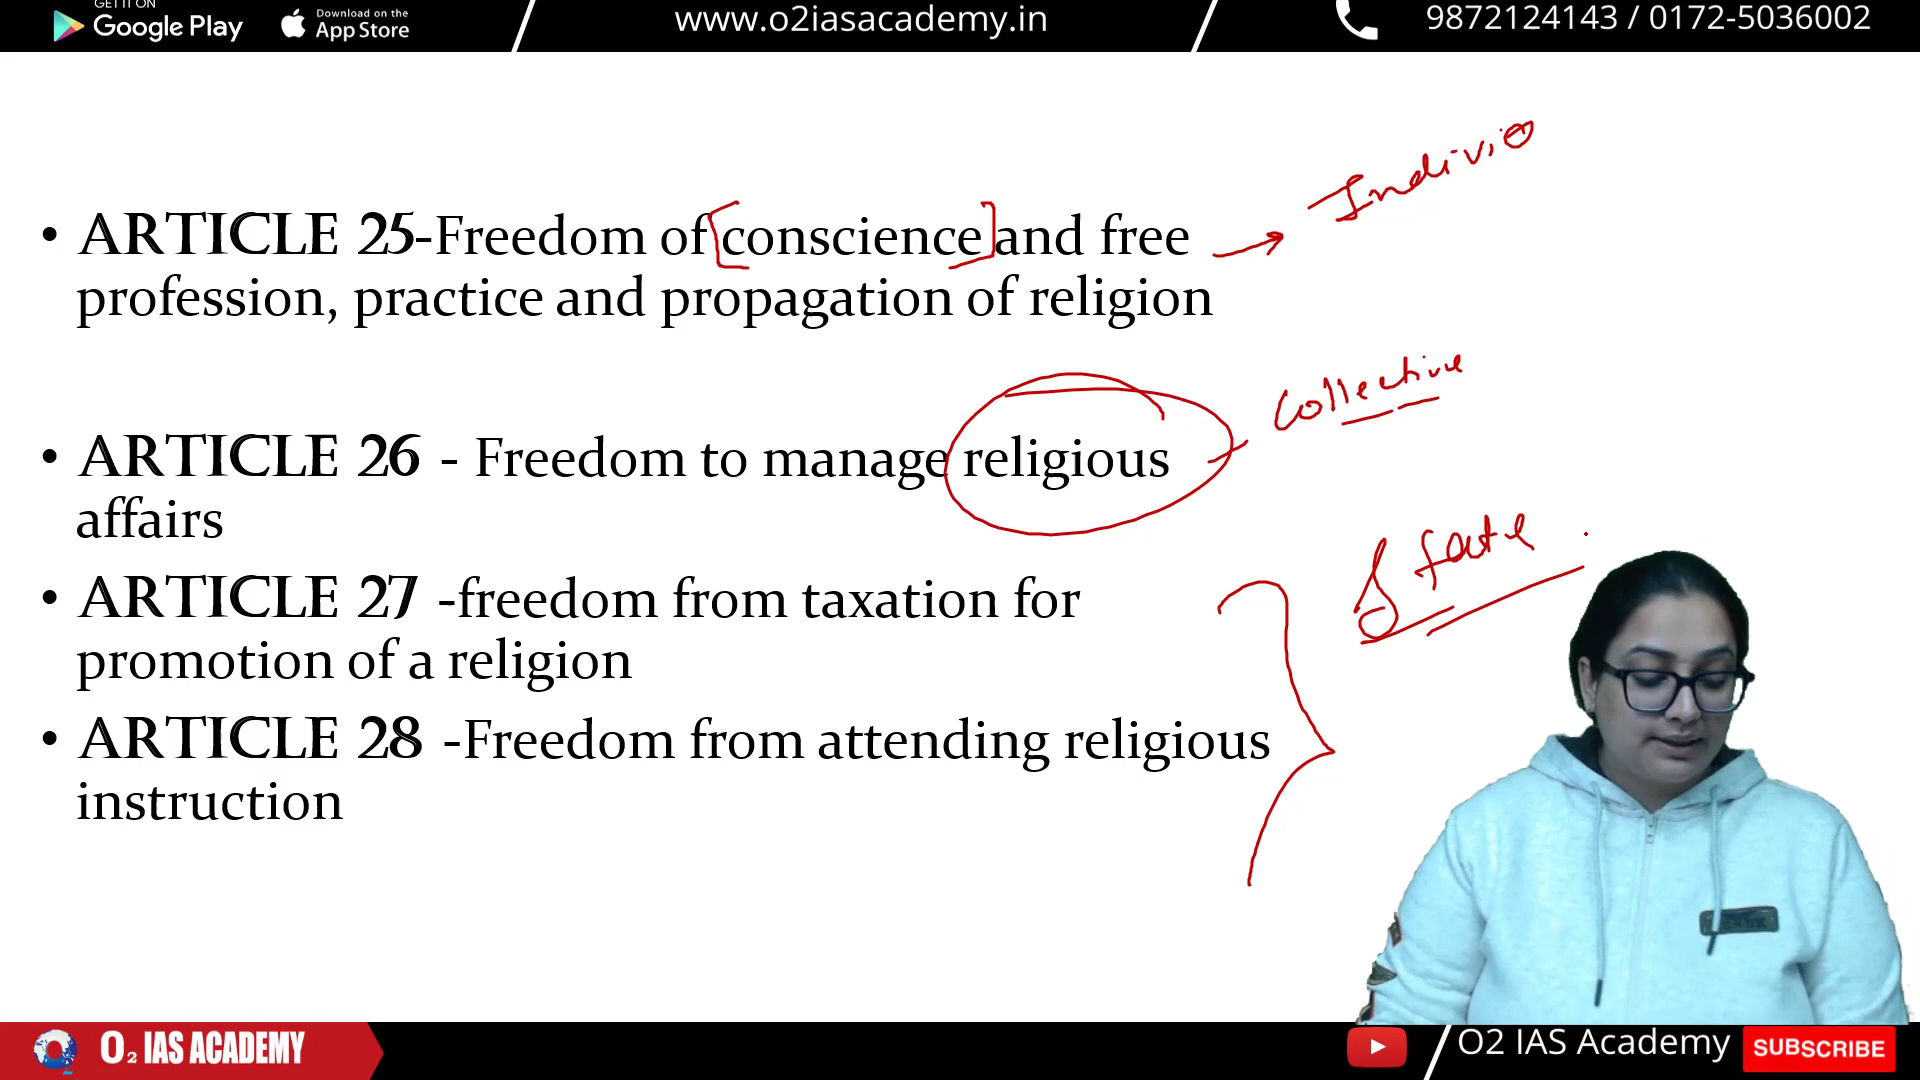 GET IT ON
Google Play
Download on the
App Store
www.o2iasacademy.in
9872124143 / 0172-5036002
• ARTICLE 25-Freedom of [conscience] and free
profession, practice and propagation of religion
Individ
• ARTICLE 26 - Freedom to manage religious
affairs
Collective
• ARTICLE 27 -freedom from taxation for
promotion of a religion
State
• ARTICLE 28 -Freedom from attending religious
instruction
O2 IAS ACADEMY
O2 IAS Academy
SUBSCRIBE